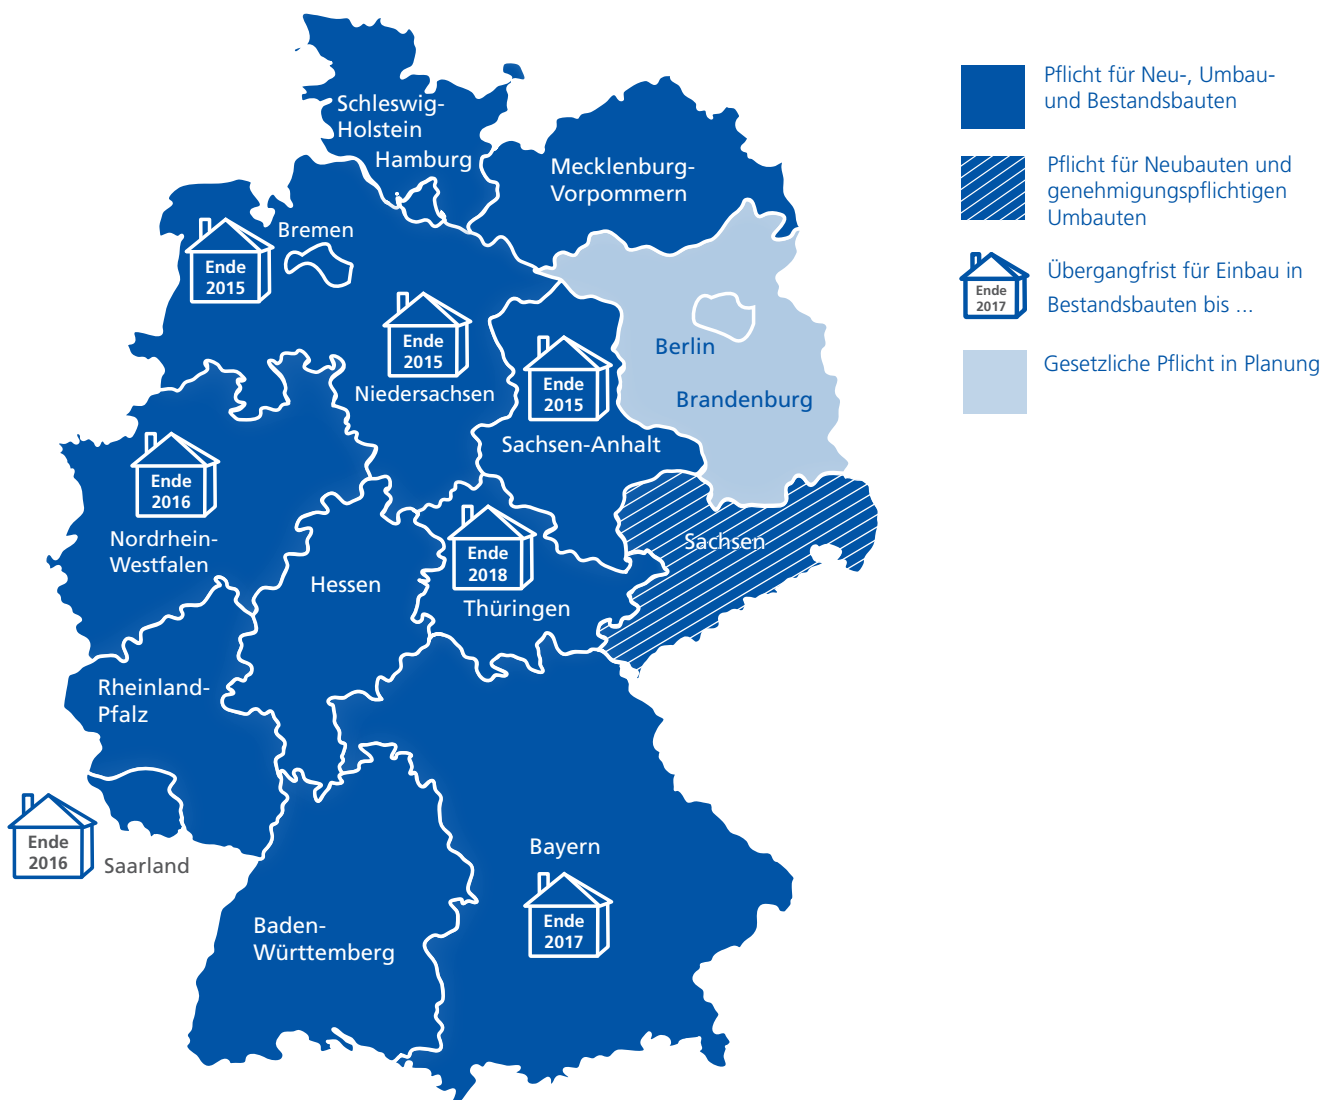 Schleswig-
Holstein
Hamburg
Mecklenburg-
Vorpommern
Bremen
Ende
2015
Ende
2015
Niedersachsen
Ende
2015
Sachsen-Anhalt
Berlin
Brandenburg
Ende
2016
Nordrhein-
Westfalen
Hessen
Ende
2018
Thüringen
Sachsen
Rheinland-
Pfalz
Ende
2016
Saarland
Bayern
Ende
2017
Baden-
Württemberg
Pflicht für Neu-, Umbau-
und Bestandsbauten
Pflicht für Neubauten und
genehmigungspflichtigen
Umbauten
Ende
2017
Übergangfrist für Einbau in
Bestandsbauten bis ...
Gesetzliche Pflicht in Planung